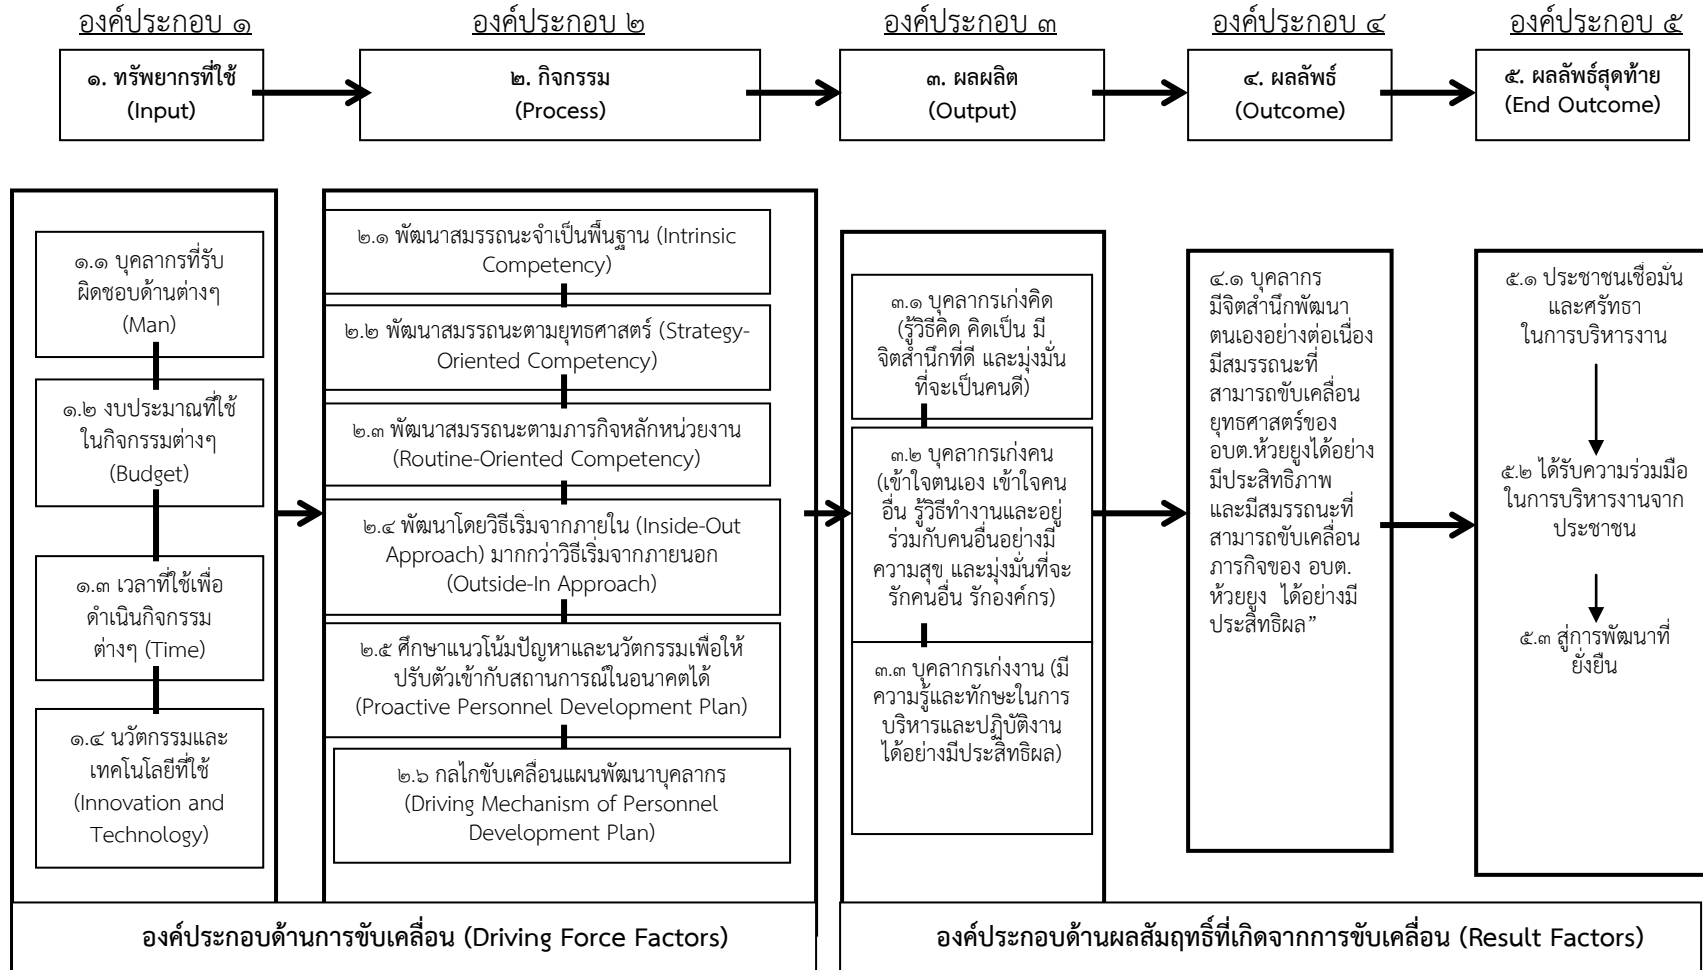 องค์ประกอบ ๑
องค์ประกอบ ๒
องค์ประกอบ ๓
องค์ประกอบ ๔
องค์ประกอบ ๕
๑. ทรัพยากรที่ใช้
(Input)
๒. กิจกรรม
(Process)
๓. ผลผลิต
(Output)
๔. ผลลัพธ์
(Outcome)
๕. ผลลัพธ์สุดท้าย
(End Outcome)
๑.๑ บุคลากรที่รับ
ผิดชอบด้านต่างๆ
(Man)
๑.๒ งบประมาณที่ใช้
ในกิจกรรมต่างๆ
(Budget)
๑.๓ เวลาที่ใช้เพื่อ
ดำเนินกิจกรรม
ต่างๆ (Time)
๑.๔ นวัตกรรมและ
เทคโนโลยีที่ใช้
(Innovation and
Technology)
๒.๑ พัฒนาสมรรถนะจำเป็นพื้นฐาน (Intrinsic
Competency)
๒.๒ พัฒนาสมรรถนะตามยุทธศาสตร์ (Strategy-
Oriented Competency)
๒.๓ พัฒนาสมรรถนะตามภารกิจหลักหน่วยงาน
(Routine-Oriented Competency)
๒.๔ พัฒนาโดยวิธีเริ่มจากภายใน (Inside-Out
Approach) มากกว่าวิธีเริ่มจากภายนอก
(Outside-In Approach)
๒.๕ ศึกษาแนวโน้มปัญหาและนวัตกรรมเพื่อให้
ปรับตัวเข้ากับสถานการณ์ในอนาคตได้
(Proactive Personnel Development Plan)
๒.๖ กลไกขับเคลื่อนแผนพัฒนาบุคลากร
(Driving Mechanism of Personnel
Development Plan)
๓.๑ บุคลากรเก่งคิด
(รู้วิธีคิด คิดเป็น มี
จิตสำนึกที่ดี และมุ่งมั่น
ที่จะเป็นคนดี)
๓.๒ บุคลากรเก่งคน
(เข้าใจตนเอง เข้าใจคน
อื่น รู้วิธีทำงานและอยู่
ร่วมกับคนอื่นอย่างมี
ความสุข และมุ่งมั่นที่จะ
รักคนอื่น รักองค์กร)
๓.๓ บุคลากรเก่งงาน (มี
ความรู้และทักษะในการ
บริหารและปฏิบัติงาน
ได้อย่างมีประสิทธิผล)
๔.๑ บุคลากร
มีจิตสำนึกพัฒนา
ตนเองอย่างต่อเนื่อง
มีสมรรถนะที่
สามารถขับเคลื่อน
ยุทธศาสตร์ของ
อบต.ห้วยยูงได้อย่าง
มีประสิทธิภาพ
และมีสมรรถนะที่
สามารถขับเคลื่อน
ภารกิจของ อบต.
ห้วยยูง ได้อย่างมี
ประสิทธิผล”
๕.๑ ประชาชนเชื่อมั่น
และศรัทธา
ในการบริหารงาน
๕.๒ ได้รับความร่วมมือ
ในการบริหารงานจาก
ประชาชน
๕.๓ สู่การพัฒนาที่
ยั่งยืน
องค์ประกอบด้านการขับเคลื่อน (Driving Force Factors)
องค์ประกอบด้านผลสัมฤทธิ์ที่เกิดจากการขับเคลื่อน (Result Factors)